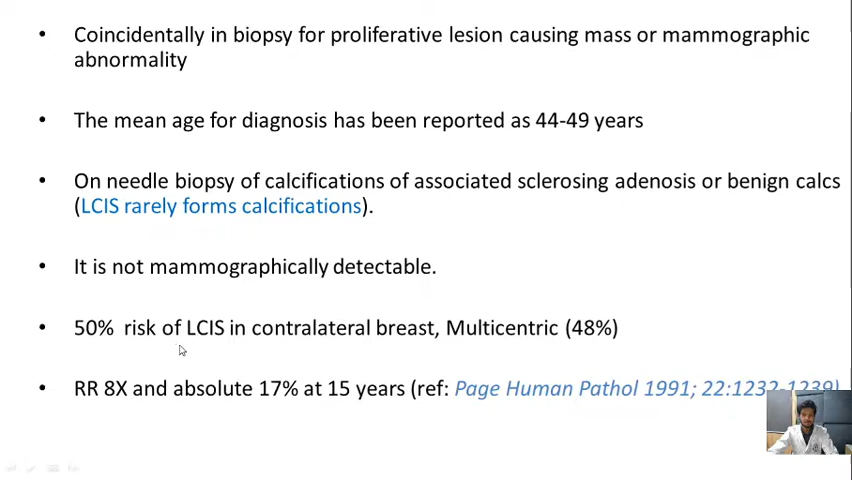 • Coincidentally in biopsy for proliferative lesion causing mass or mammographic
abnormality
• The mean age for diagnosis has been reported as 44-49 years
• On needle biopsy of calcifications of associated sclerosing adenosis or benign calcs
(LCIS rarely forms calcifications).
• It is not mammographically detectable.
• 50% risk of LCIS in contralateral breast, Multicentric (48%)
• RR 8X and absolute 17% at 15 years (ref: Page Human Pathol 1991; 22:1232-1239)